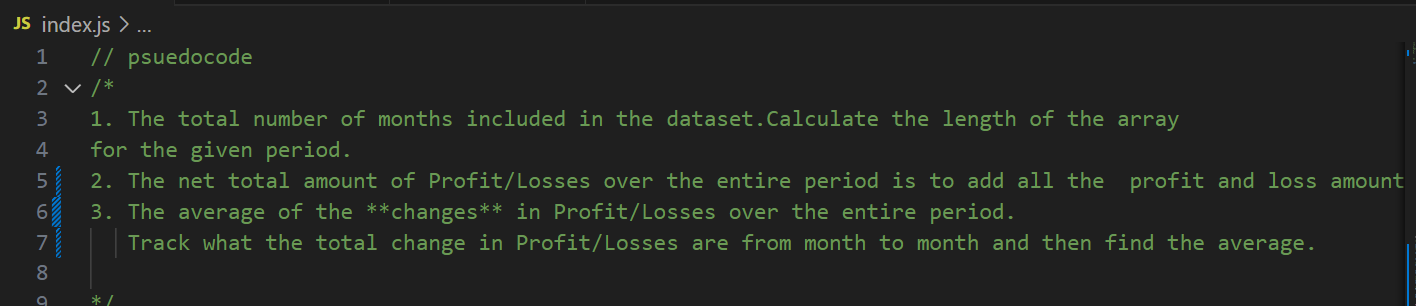 JS index.js > ...
1 // psuedocode
2 /*
3 1. The total number of months included in the dataset.Calculate the length of the array
4 for the given period.
5 2. The net total amount of Profit/Losses over the entire period is to add all the  profit and loss amount
6 3. The average of the **changes** in Profit/Losses over the entire period.
7 Track what the total change in Profit/Losses are from month to month and then find the average.
8
9 */